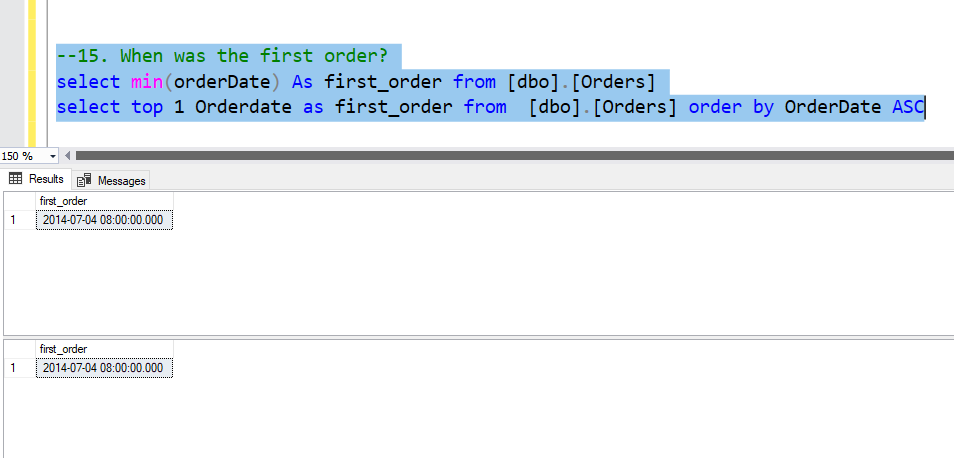 --15. When was the first order?
select min(orderDate) As first_order from [dbo].[Orders]
select top 1 Orderdate as first_order from  [dbo].[Orders] order by OrderDate ASC
150 %
Results Messages
first_order
1 2014-07-04 08:00:00.000
first_order
1 2014-07-04 08:00:00.000